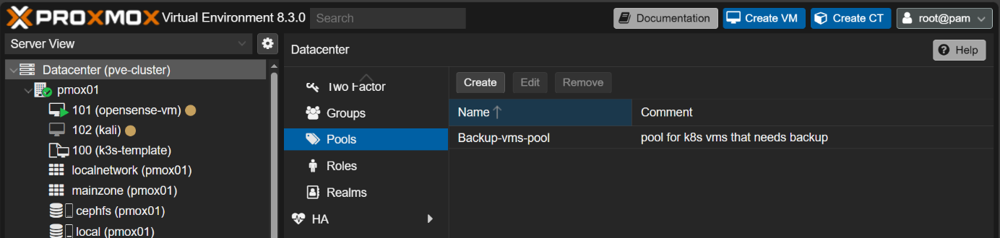 PROXMOX Virtual Environment 8.3.0 Search Documentation Create VM Create CT root@pam
Server View
Datacenter Help
Datacenter (pve-cluster)
pmox01
101 (opensense-vm)
102 (kali)
100 (k3s-template)
localnetwork (pmox01)
mainzone (pmox01)
cephfs (pmox01)
local (pmox01)
Two Factor
Groups
Pools
Roles
Realms
HA
Create Edit Remove
Name Comment
Backup-vms-pool pool for k8s vms that needs backup